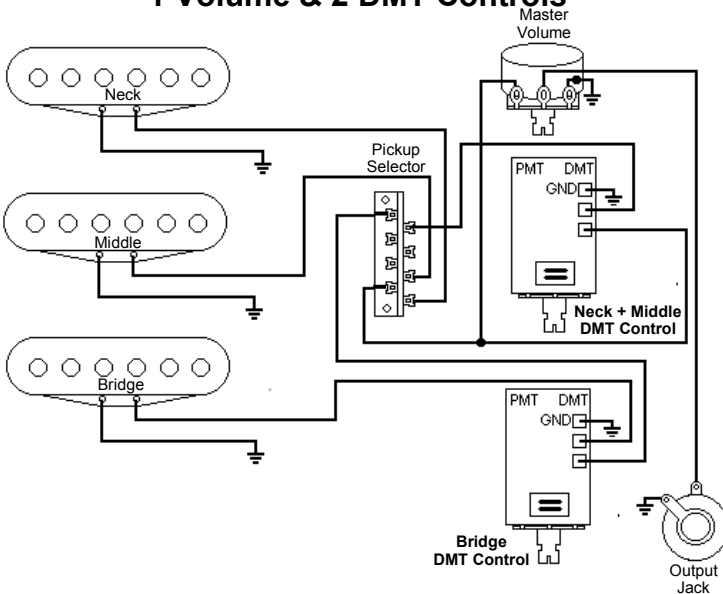 1 Volume & 2 DMT Controls
Master
Volume
Neck
Pickup
Selector
PMT DMT
GND
Middle
Neck + Middle
DMT Control
Bridge
PMT DMT
GND
Bridge
DMT Control
Output
Jack